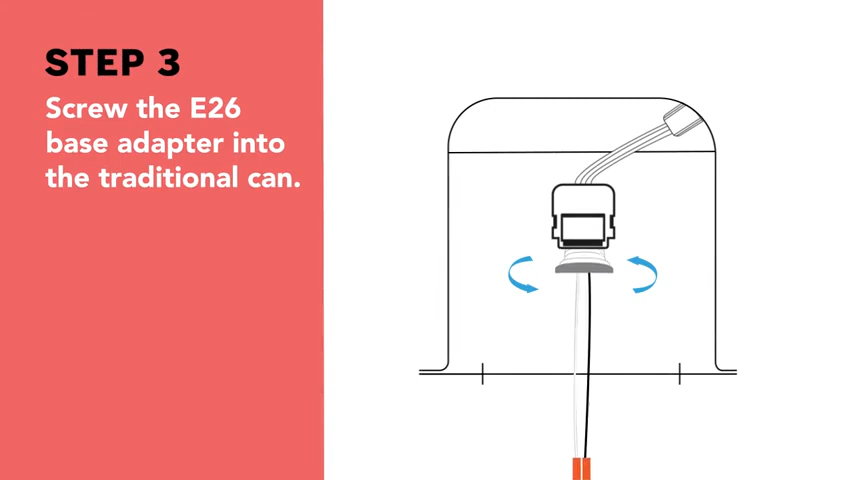 STEP 3
Screw the E26
base adapter into
the traditional can.